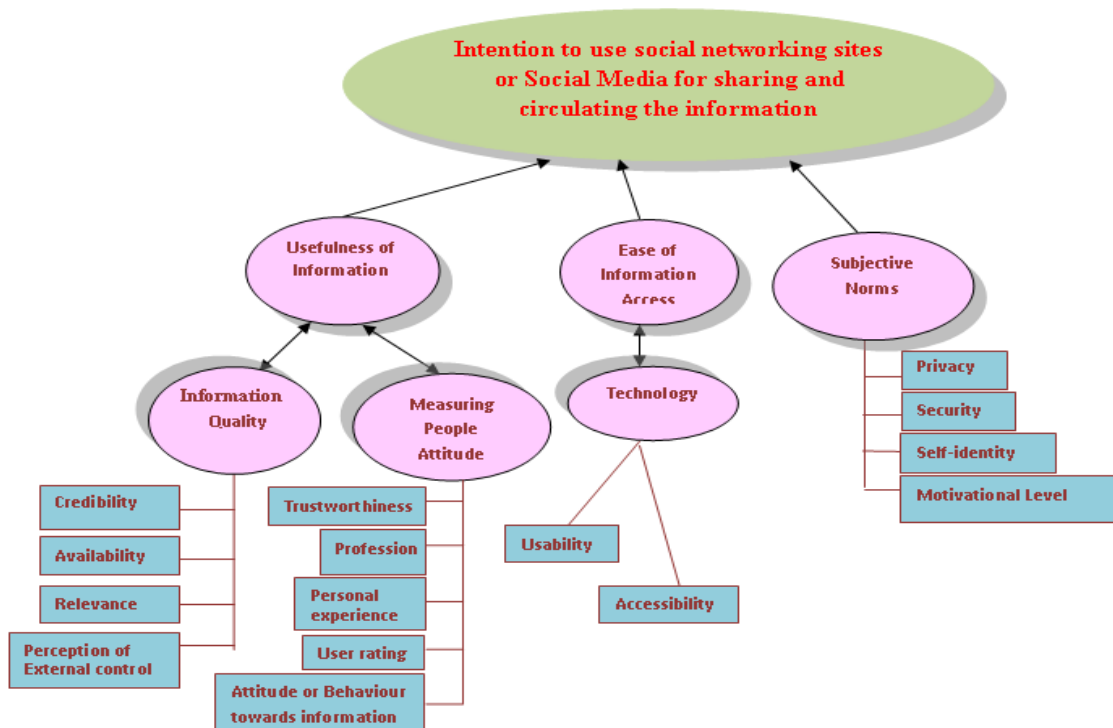 Intention to use social networking sites
or Social Media for sharing and
circulating the information
Usefulness of
Information
Ease of
Information
Access
Subjective
Norms
Information
Quality
Measuring
People
Attitude
Technology
Privacy
Security
Self-identity
Motivational Level
Credibility
Availability
Relevance
Perception of
External control
Trustworthiness
Profession
Personal
experience
User rating
Attitude or Behaviour
towards information
Usability
Accessibility